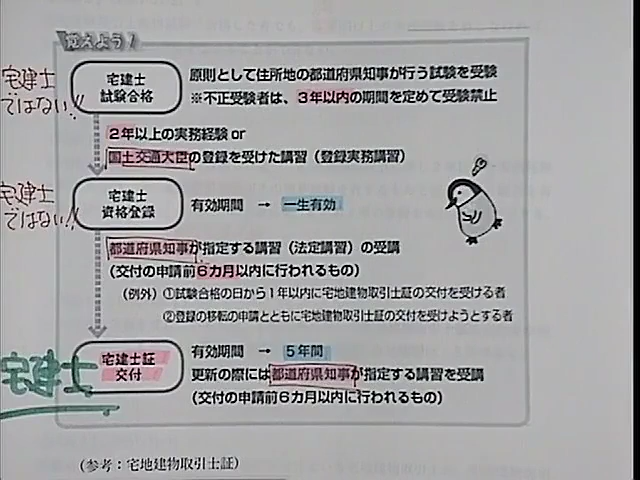 覚えよう!
宅建士
ではない!!
宅建士
試験合格
原則として住所地の都道府県知事が行う試験を受験
※不正受験者は、3年以内の期間を定めて受験禁止
2年以上の実務経験 or
国土交通大臣の登録を受けた講習（登録実務講習）
宅建士
ではない!!
宅建士
資格登録
有効期間 → 一生有効
都道府県知事が指定する講習（法定講習）の受講
（交付の申請前6カ月以内に行われるもの）
（例外）①試験合格の日から1年以内に宅地建物取引士証の交付を受ける者
②登録の移転の申請とともに宅地建物取引士証の交付を受けようとする者
宅建士
宅建士証
交付
有効期間 → 5年間
更新の際には都道府県知事が指定する講習を受講
（交付の申請前6カ月以内に行われるもの）
（参考：宅地建物取引士証）